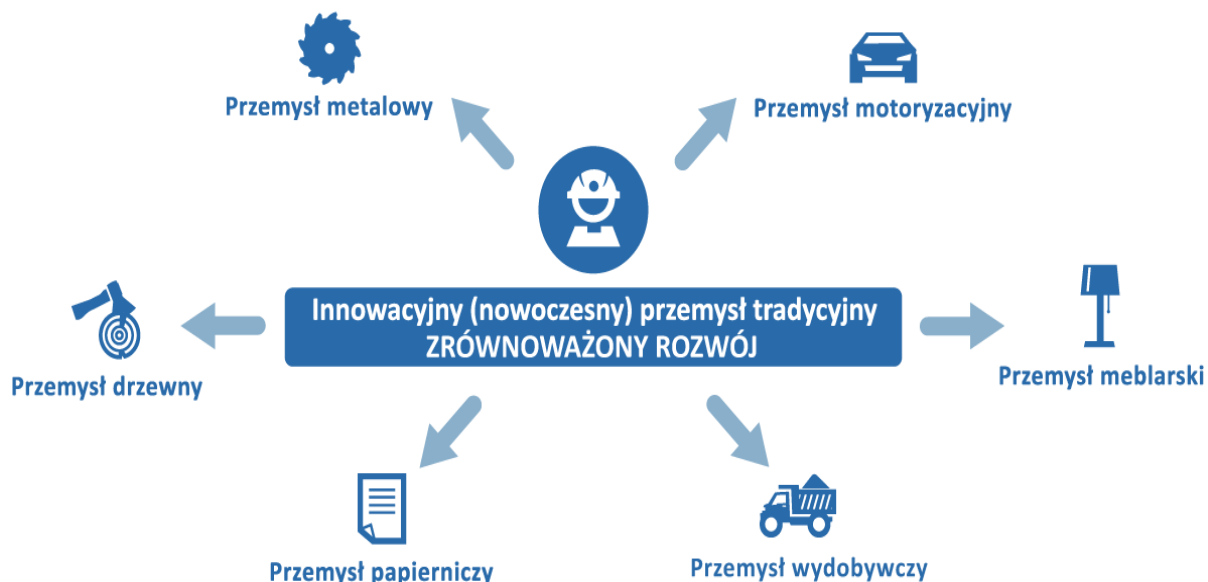 Przemysł metalowy
Przemysł motoryzacyjny
Innowacyjny (nowoczesny) przemysł tradycyjny
ZRÓWNOWAŻONY ROZWÓJ
Przemysł drzewny
Przemysł meblarski
Przemysł papierniczy
Przemysł wydobywczy